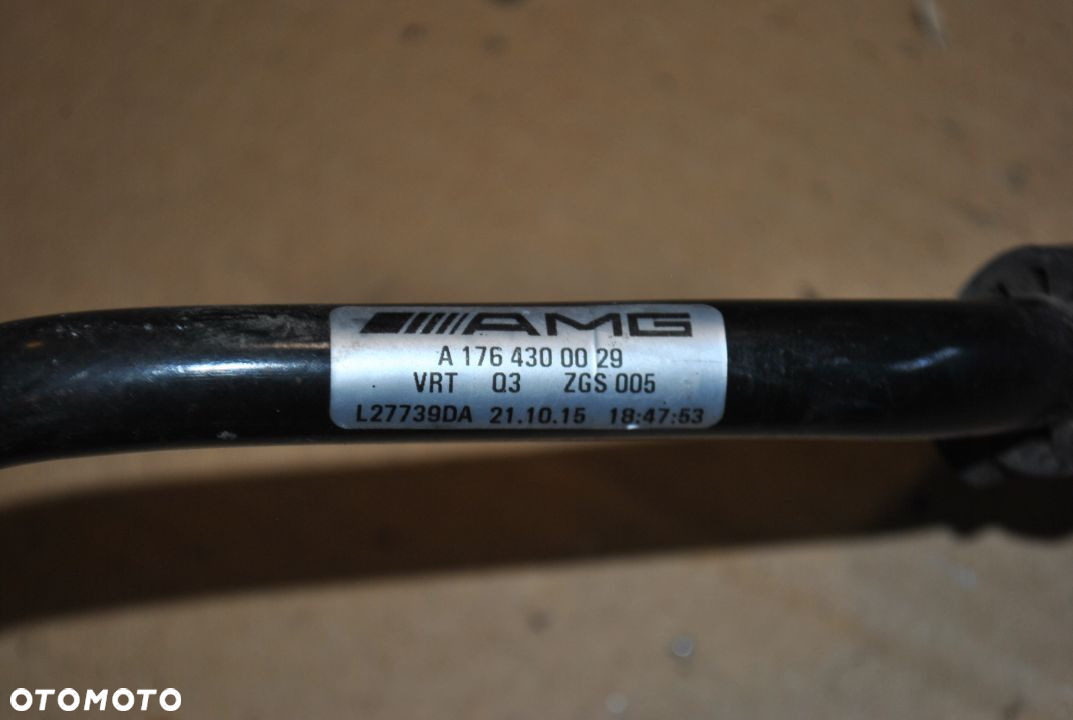 AMG
A 176 430 00 29
VRT Q3 ZGS 005
L27739DA 21.10.15 18:47:53
OTOMOTO